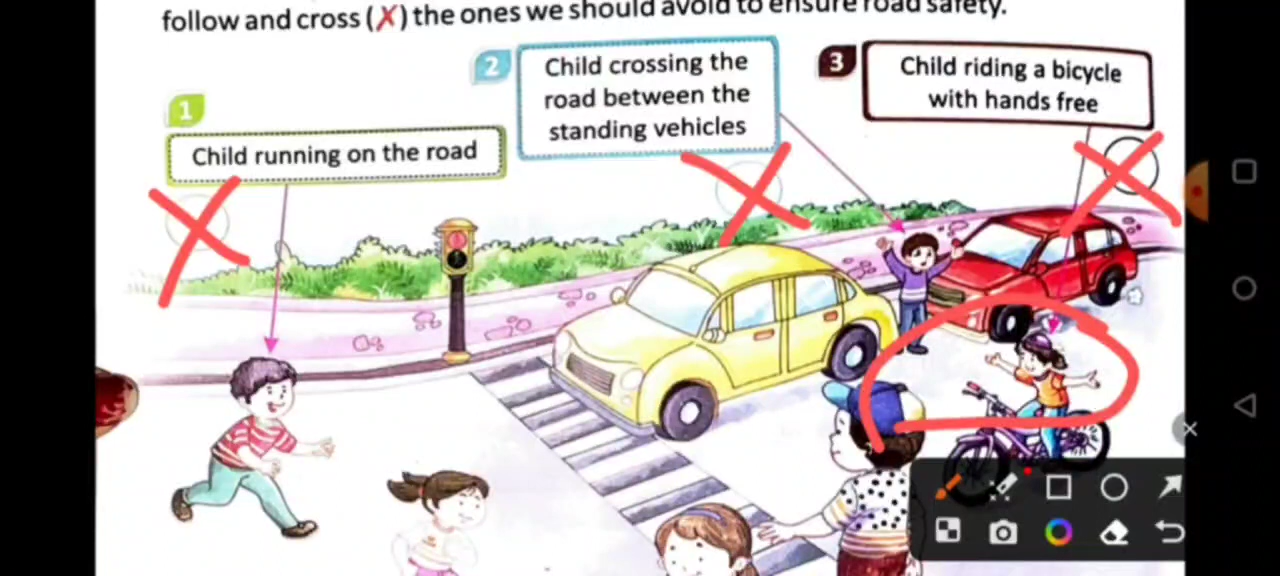 follow and cross (✗) the ones we should avoid to ensure road safety.
1
Child running on the road
2
Child crossing the
road between the
standing vehicles
3
Child riding a bicycle
with hands free